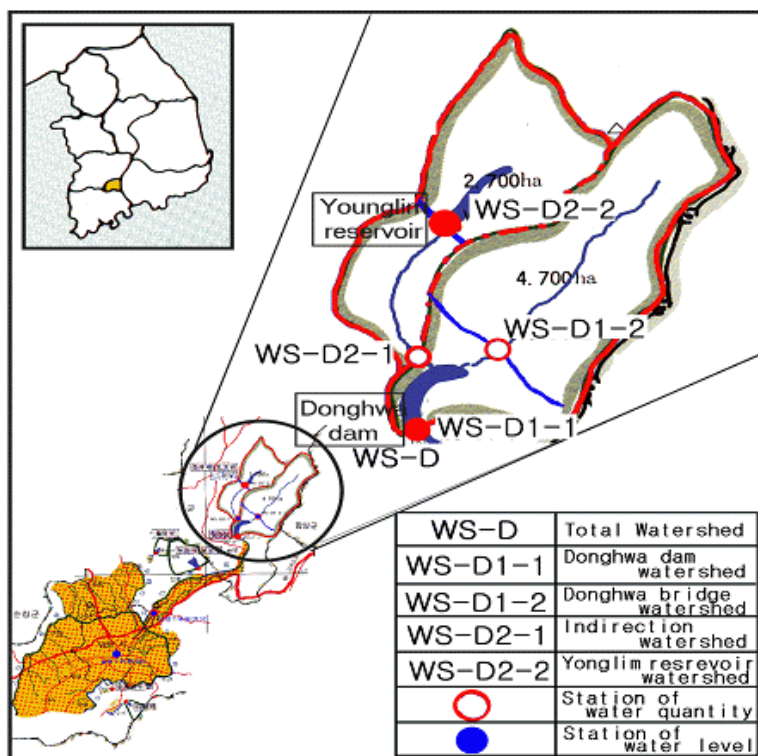 2.700ha
Younglim
reservoir
WS-D2-2
4.700ha
WS-D1-2
WS-D2-1
Donghwa
dam
WS-D1-1
WS-D
WS-D Total Watershed
WS-D1-1 Donghwa dam
watershed
WS-D1-2 Donghwa bridge
watershed
WS-D2-1 Indirection
watershed
WS-D2-2 Yonglim resrevoir
watershed
Station of
water quantity
Station of
water level